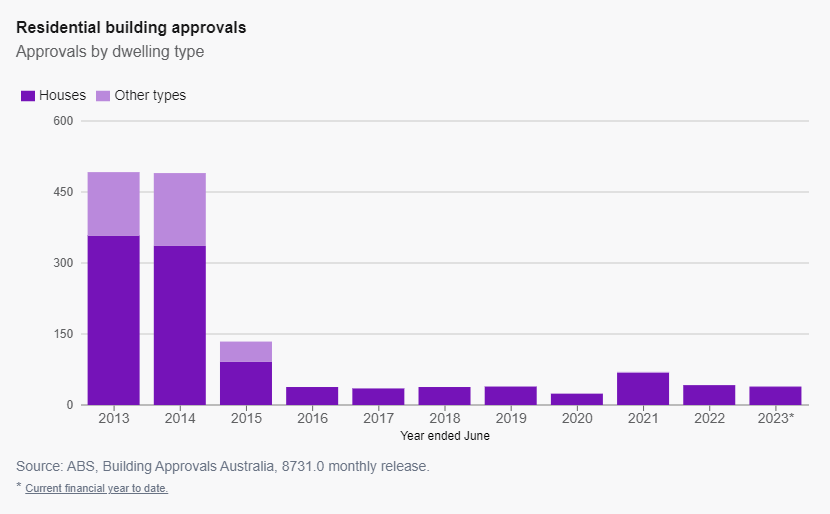 Residential building approvals
Approvals by dwelling type
Houses Other types
600
450
300
150
0
2013 2014 2015 2016 2017 2018 2019 2020 2021 2022 2023*
Year ended June
Source: ABS, Building Approvals Australia, 8731.0 monthly release.
* Current financial year to date.